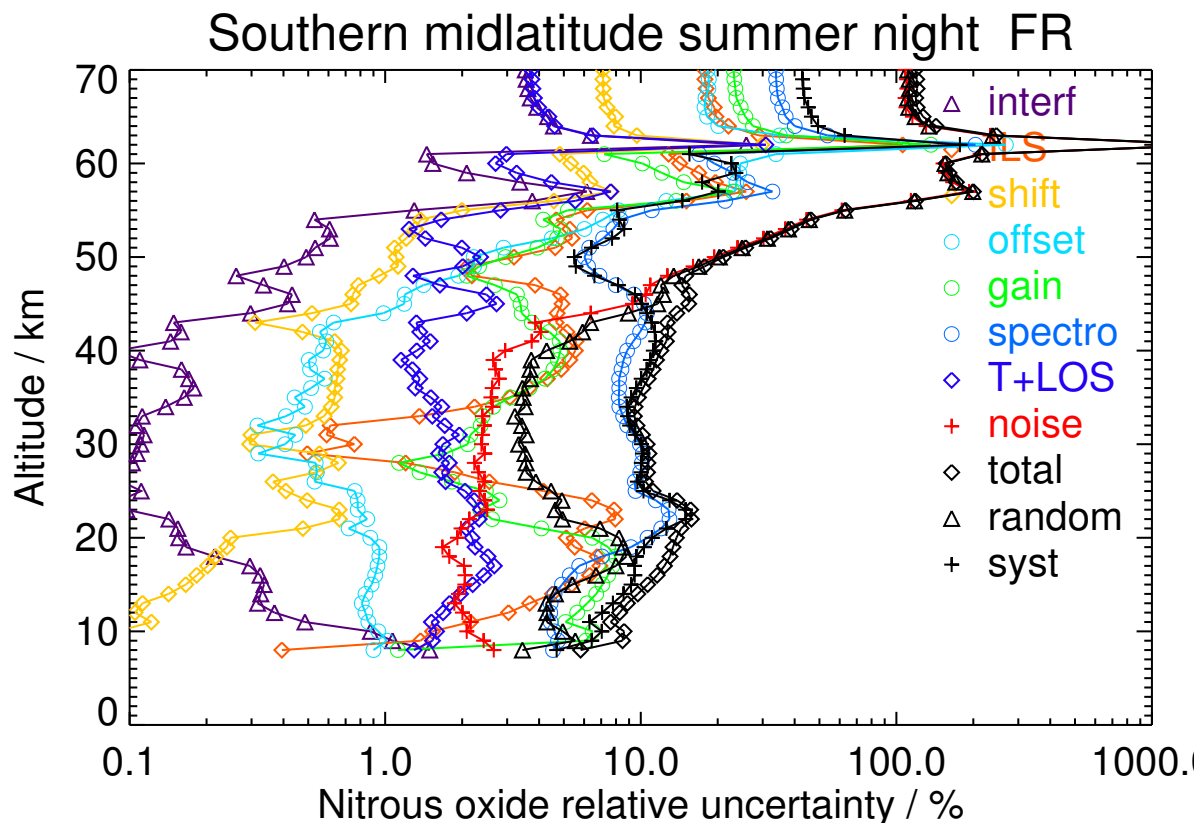 Southern midlatitude summer night FR
70
60
50
40
30
20
10
0
Altitude / km
interf
ILS
shift
offset
gain
spectro
T+LOS
noise
total
random
syst
0.1
1.0
10.0
100.0
1000.0
Nitrous oxide relative uncertainty / %